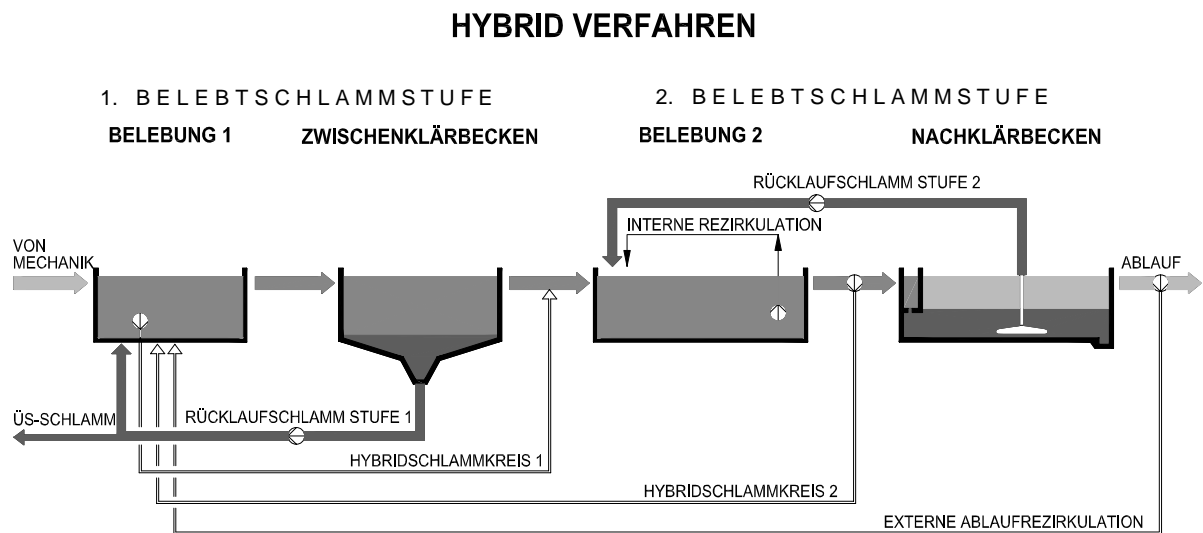 HYBRID VERFAHREN
1. BELEBTSCHLAMMSTUFE
2. BELEBTSCHLAMMSTUFE
BELEBUNG 1
ZWISCHENKLÄRBECKEN
BELEBUNG 2
NACHKLÄRBECKEN
RÜCKLAUFSCHLAMM STUFE 2
INTERNE REZIRKULATION
VON
MECHANIK
ABLAUF
ÜS-SCHLAMM
RÜCKLAUFSCHLAMM STUFE 1
HYBRIDSCHLAMMKREIS 1
HYBRIDSCHLAMMKREIS 2
EXTERNE ABLAUFREZIRKULATION